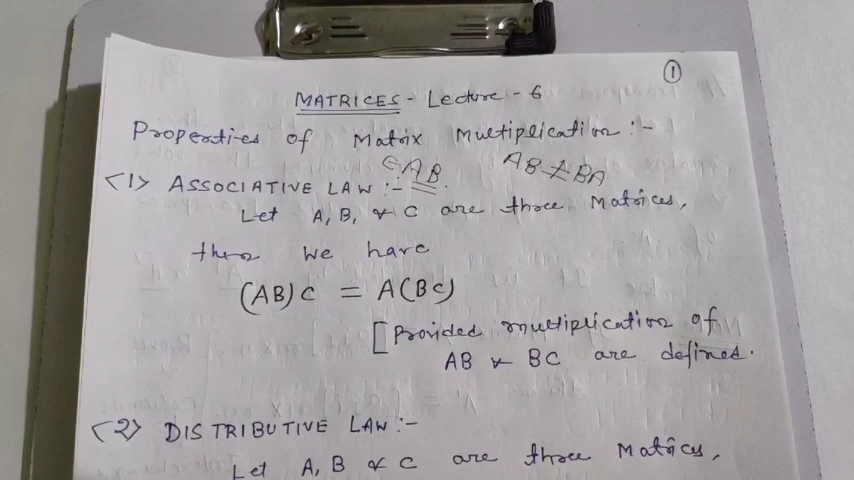 ①
MATRICES - Lecture - 6
Properties of Matrix Multiplication :-
CAB AB ≠ BA
<1> ASSOCIATIVE LAW :-
Let A, B, & C are three Matrices,
then we have
(AB)C = A(BC)
[Provided multiplication of
AB & BC are defined.
<2> DISTRIBUTIVE LAW :-
Let A, B & C are three Matrices,